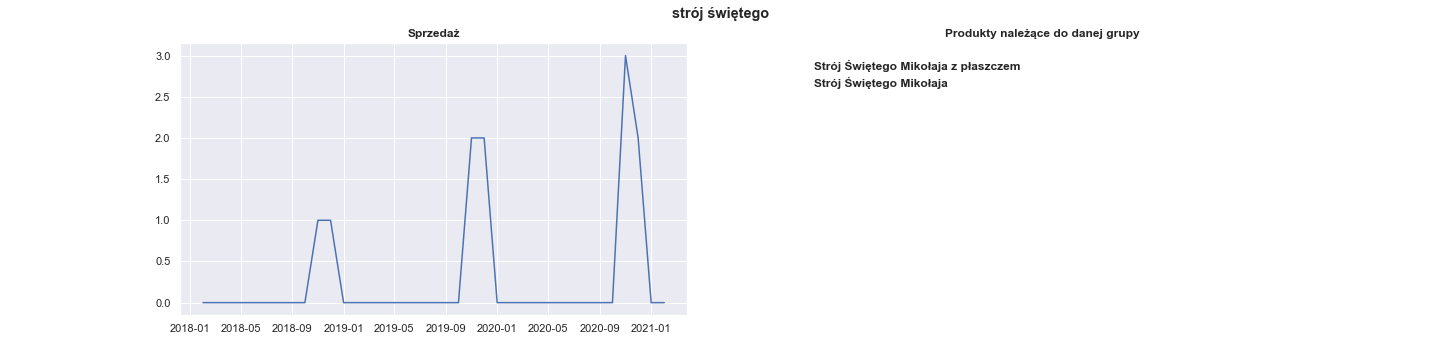 strój świętego
Sprzedaż
3.0
2.5
2.0
1.5
1.0
0.5
0.0
2018-01 2018-05 2018-09 2019-01 2019-05 2019-09 2020-01 2020-05 2020-09 2021-01
Produkty należące do danej grupy
Strój Świętego Mikołaja z płaszczem
Strój Świętego Mikołaja